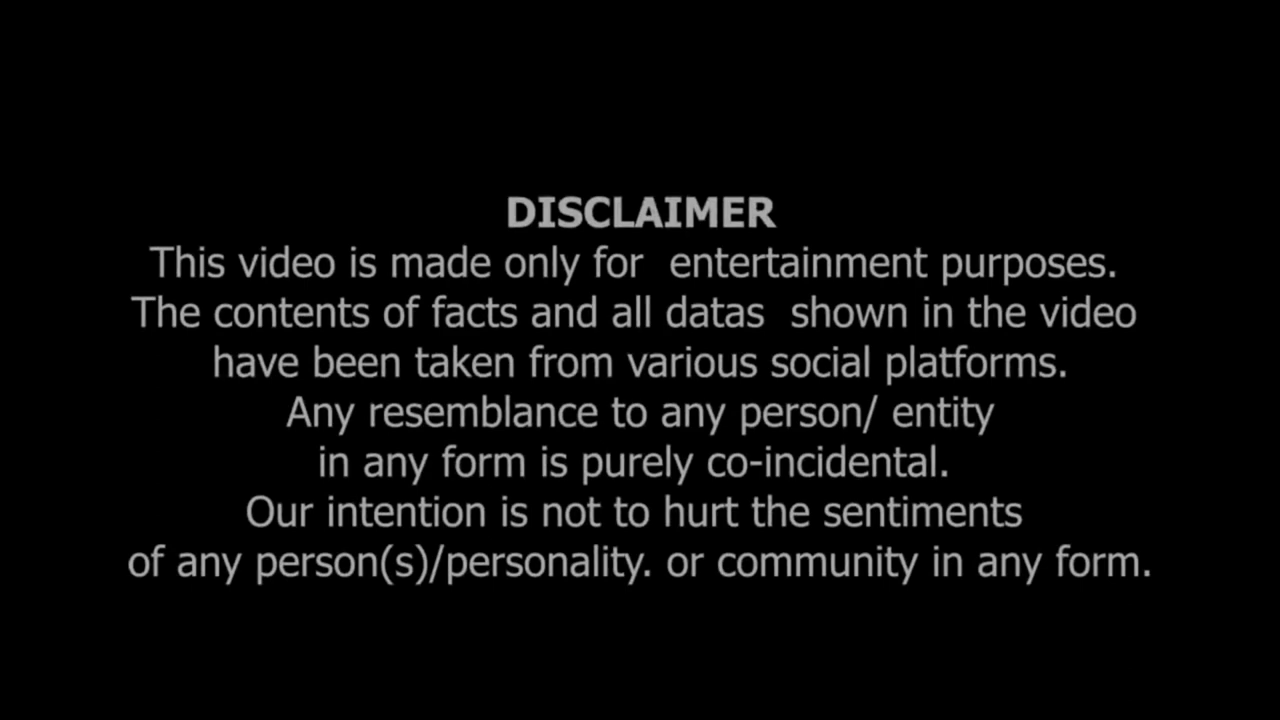 DISCLAIMER
This video is made only for  entertainment purposes.
The contents of facts and all datas  shown in the video
have been taken from various social platforms.
Any resemblance to any person/ entity
in any form is purely co-incidental.
Our intention is not to hurt the sentiments
of any person(s)/personality. or community in any form.